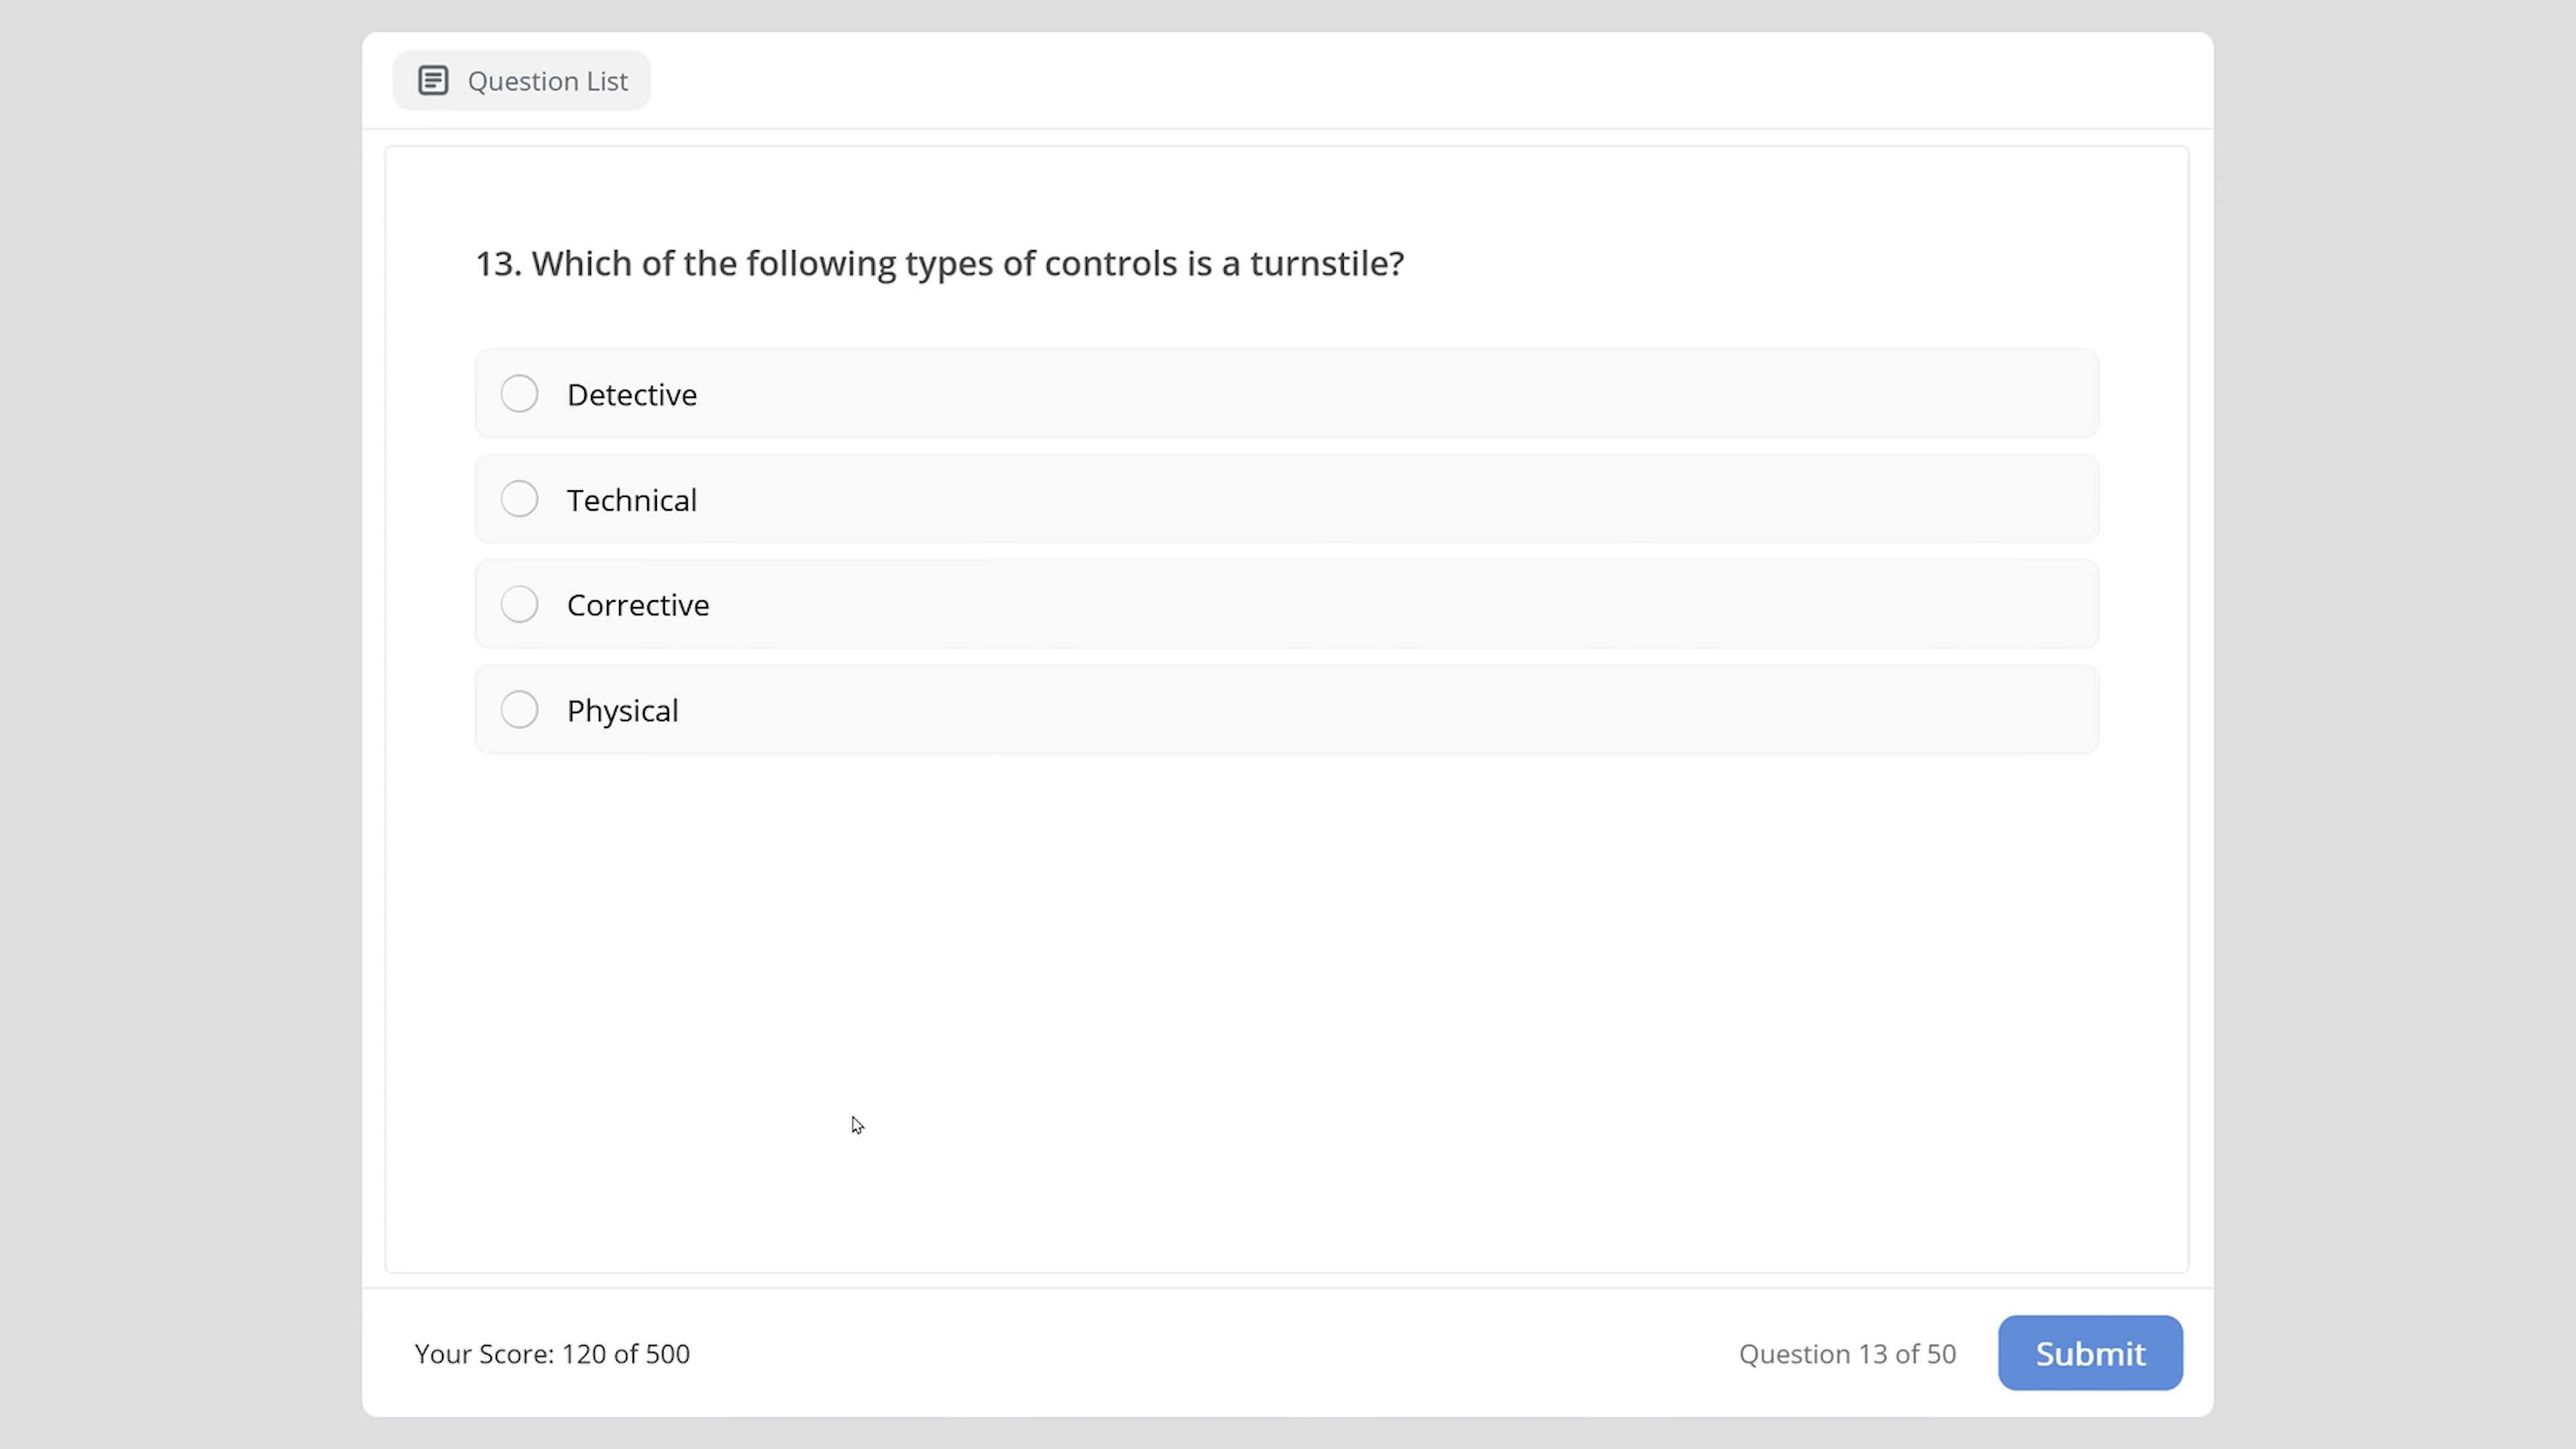 Question List
13. Which of the following types of controls is a turnstile?
Detective
Technical
Corrective
Physical
Your Score: 120 of 500
Question 13 of 50
Submit